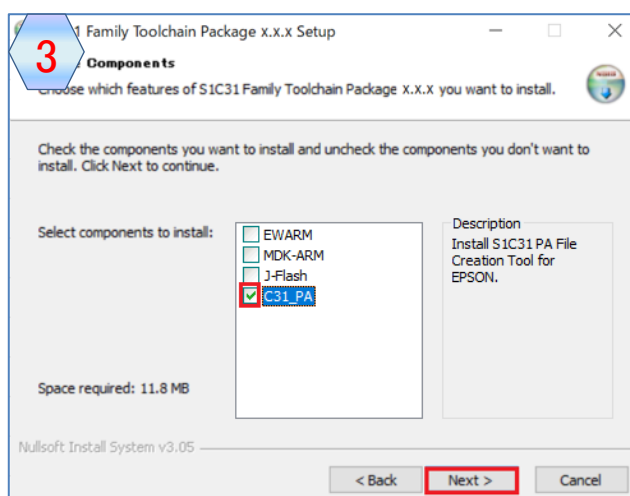 1 Family Toolchain Package x.x.x Setup
3
Components
Choose which features of S1C31 Family Toolchain Package x.x.x you want to install.
Check the components you want to install and uncheck the components you don't want to
install. Click Next to continue.
Select components to install:
EWARM
MDK-ARM
J-Flash
C31_PA
Description
Install S1C31 PA File
Creation Tool for
EPSON.
Space required: 11.8 MB
Nullsoft Install System v3.05
< Back
Next >
Cancel